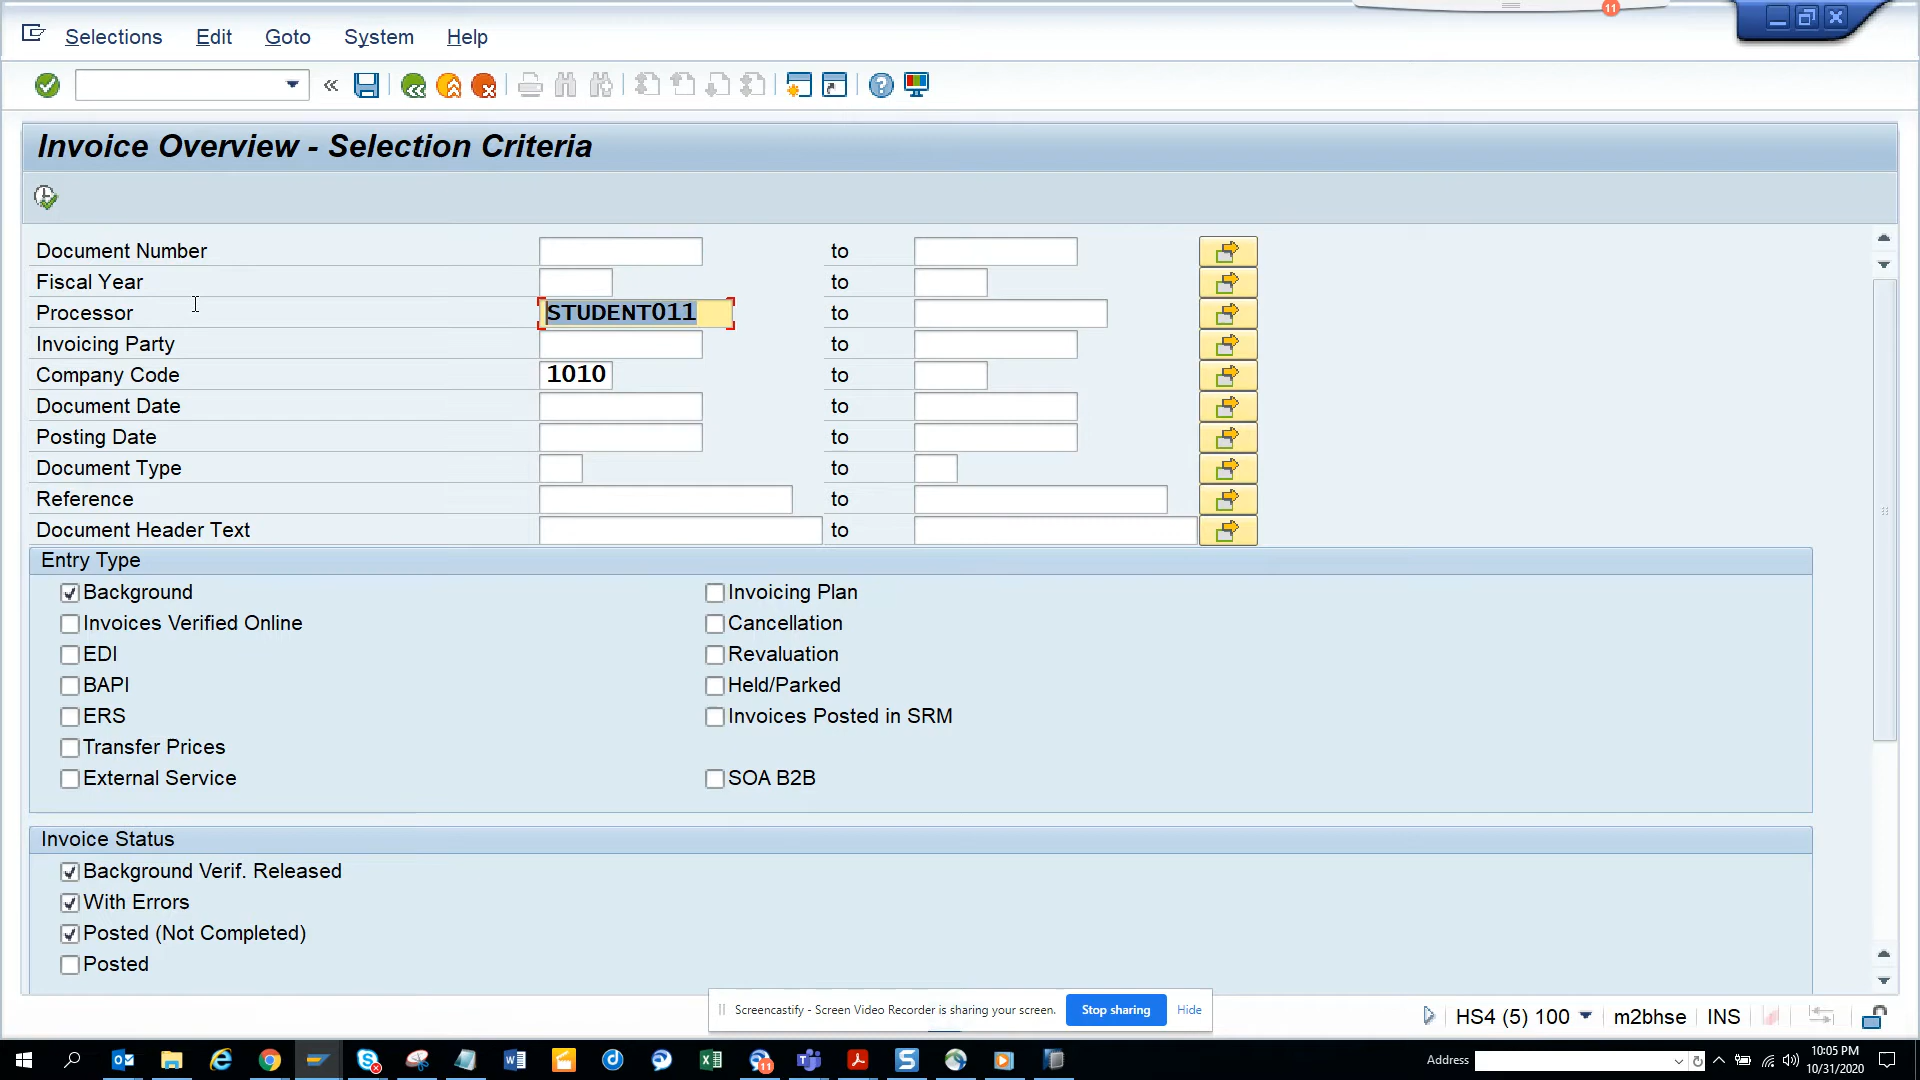 11
Selections Edit Goto System Help
Invoice Overview - Selection Criteria
Document Number to
Fiscal Year to
Processor STUDENT011 to
Invoicing Party to
Company Code 1010 to
Document Date to
Posting Date to
Document Type to
Reference to
Document Header Text to
Entry Type
Background Invoicing Plan
Invoices Verified Online Cancellation
EDI Revaluation
BAPI Held/Parked
ERS Invoices Posted in SRM
Transfer Prices
External Service SOA B2B
Invoice Status
Background Verif. Released
With Errors
Posted (Not Completed)
Posted
Screencastify - Screen Video Recorder is sharing your screen. Stop sharing Hide
HS4 (5) 100 m2bhse INS
Address 10:05 PM
10/31/2020
11